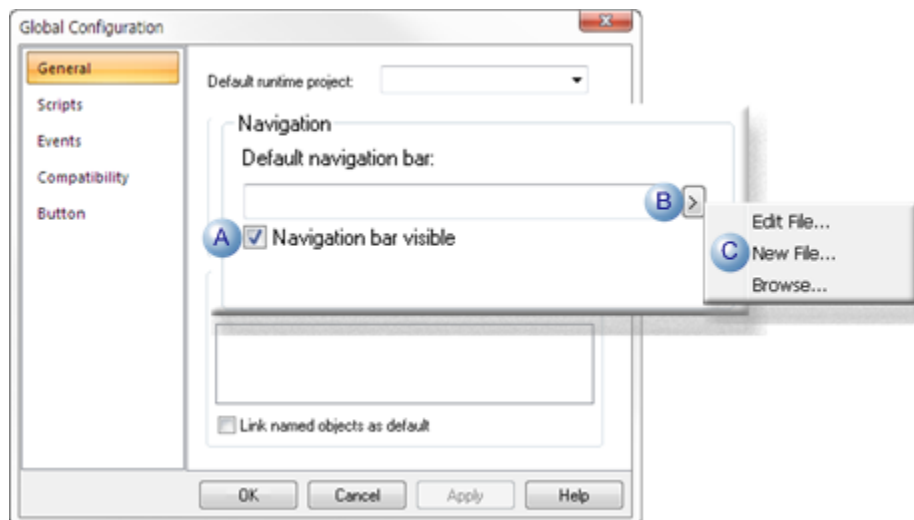 Global Configuration
General
Scripts
Events
Compatibility
Button
Default runtime project:
Navigation
Default navigation bar:
B >
A Navigation bar visible
Edit File...
C New File...
Browse...
Link named objects as default
OK Cancel Apply Help